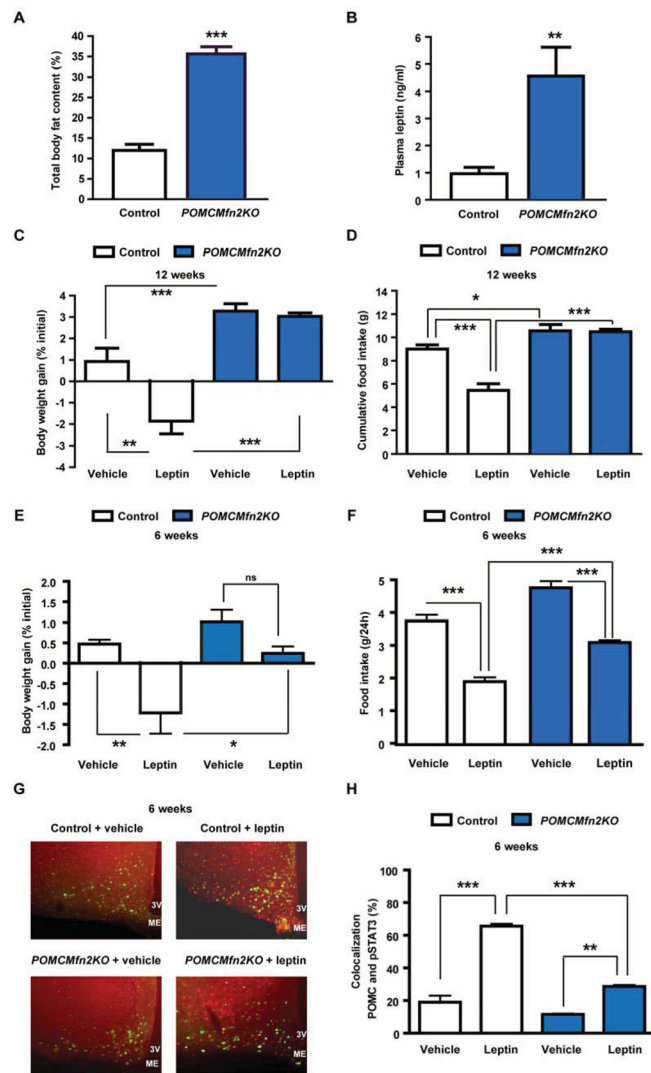 A
Total body fat content (%)
40
35
30
25
20
15
10
5
0
***
Control
POMCMfn2KO
B
Plasma leptin (ng/ml)
6
5
4
3
2
1
0
**
Control
POMCMfn2KO
C
Control
POMCMfn2KO
12 weeks
Body weight gain (% initial)
4
3
2
1
0
-1
-2
-3
-4
***
**
***
Vehicle
Leptin
Vehicle
Leptin
D
Control
POMCMfn2KO
12 weeks
Cumulative food intake (g)
14
12
10
8
6
4
2
0
*
***
***
Vehicle
Leptin
Vehicle
Leptin
E
Control
POMCMfn2KO
6 weeks
Body weight gain (% initial)
2.0
1.5
1.0
0.5
0.0
-0.5
-1.0
-1.5
-2.0
ns
**
*
Vehicle
Leptin
Vehicle
Leptin
F
Control
POMCMfn2KO
6 weeks
Food intake (g/24h)
5
4
3
2
1
0
***
***
***
Vehicle
Leptin
Vehicle
Leptin
G
6 weeks
Control + vehicle
Control + leptin
3V
ME
3V
ME
POMCMfn2KO + vehicle
POMCMfn2KO + leptin
3V
ME
3V
ME
H
Control
POMCMfn2KO
6 weeks
Colocalization
POMC and pSTAT3 (%)
100
80
60
40
20
0
***
***
**
Vehicle
Leptin
Vehicle
Leptin